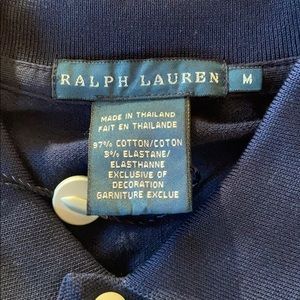 RALPH LAUREN
M
MADE IN THAILAND
FAIT EN THAILANDE
97% COTTON/COTON
3% ELASTANE/
ELASTHANNE
EXCLUSIVE OF
DECORATION
GARNITURE EXCLUE